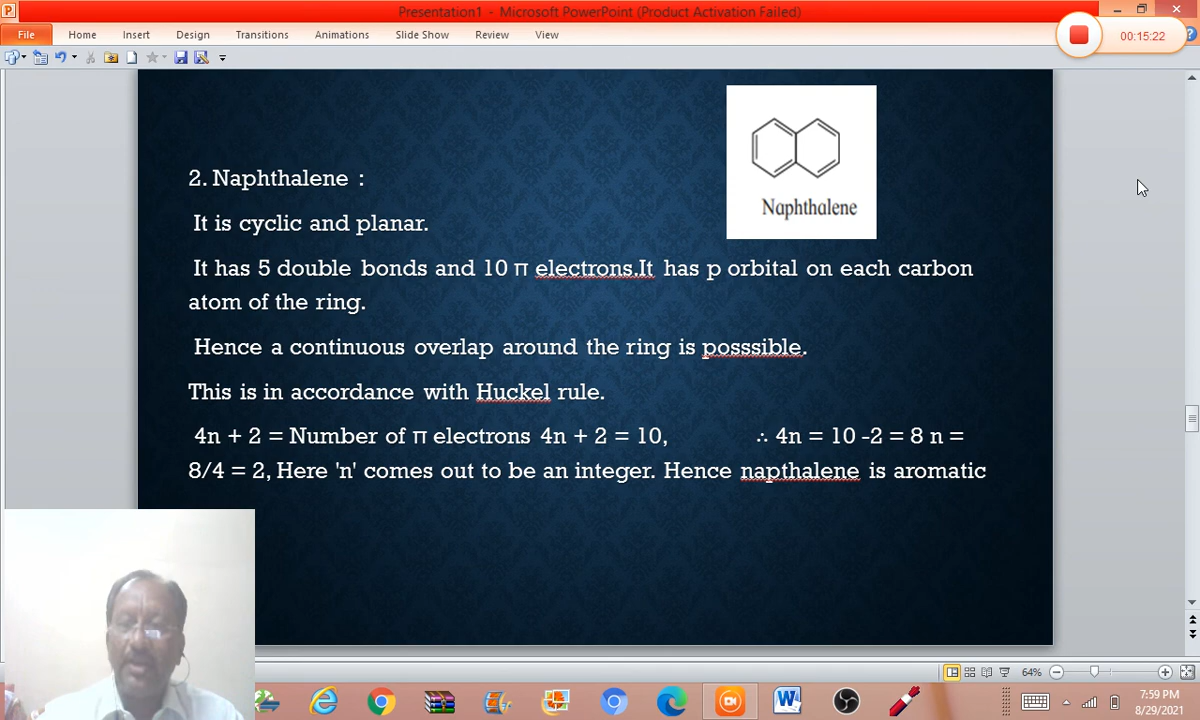 Presentation1 - Microsoft PowerPoint (Product Activation Failed)
File Home Insert Design Transitions Animations Slide Show Review View
00:15:22
Naphthalene
2. Naphthalene :
It is cyclic and planar.
It has 5 double bonds and 10 π electrons.It has p orbital on each carbon
atom of the ring.
Hence a continuous overlap around the ring is posssible.
This is in accordance with Huckel rule.
4n + 2 = Number of π electrons 4n + 2 = 10, ∴ 4n = 10 -2 = 8 n =
8/4 = 2, Here 'n' comes out to be an integer. Hence napthalene is aromatic
64%
7:59 PM
8/29/2021